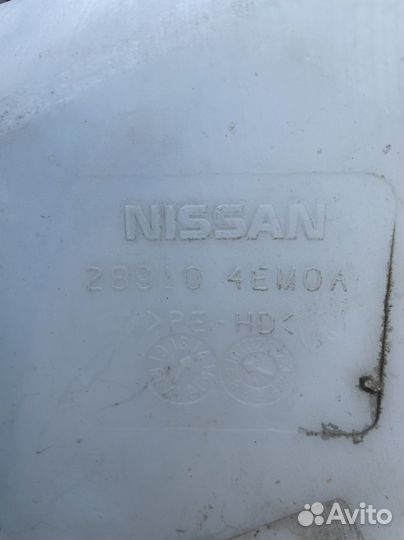 NISSAN
28910 4EM0A
>PE-HD<
Avito